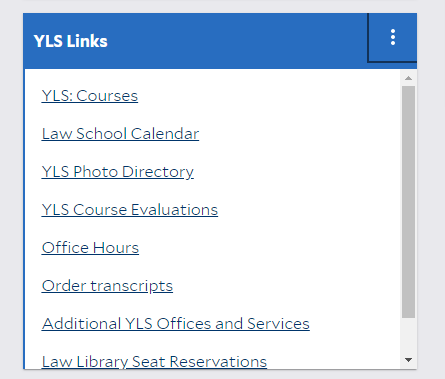 YLS Links
YLS: Courses
Law School Calendar
YLS Photo Directory
YLS Course Evaluations
Office Hours
Order transcripts
Additional YLS Offices and Services
Law Library Seat Reservations